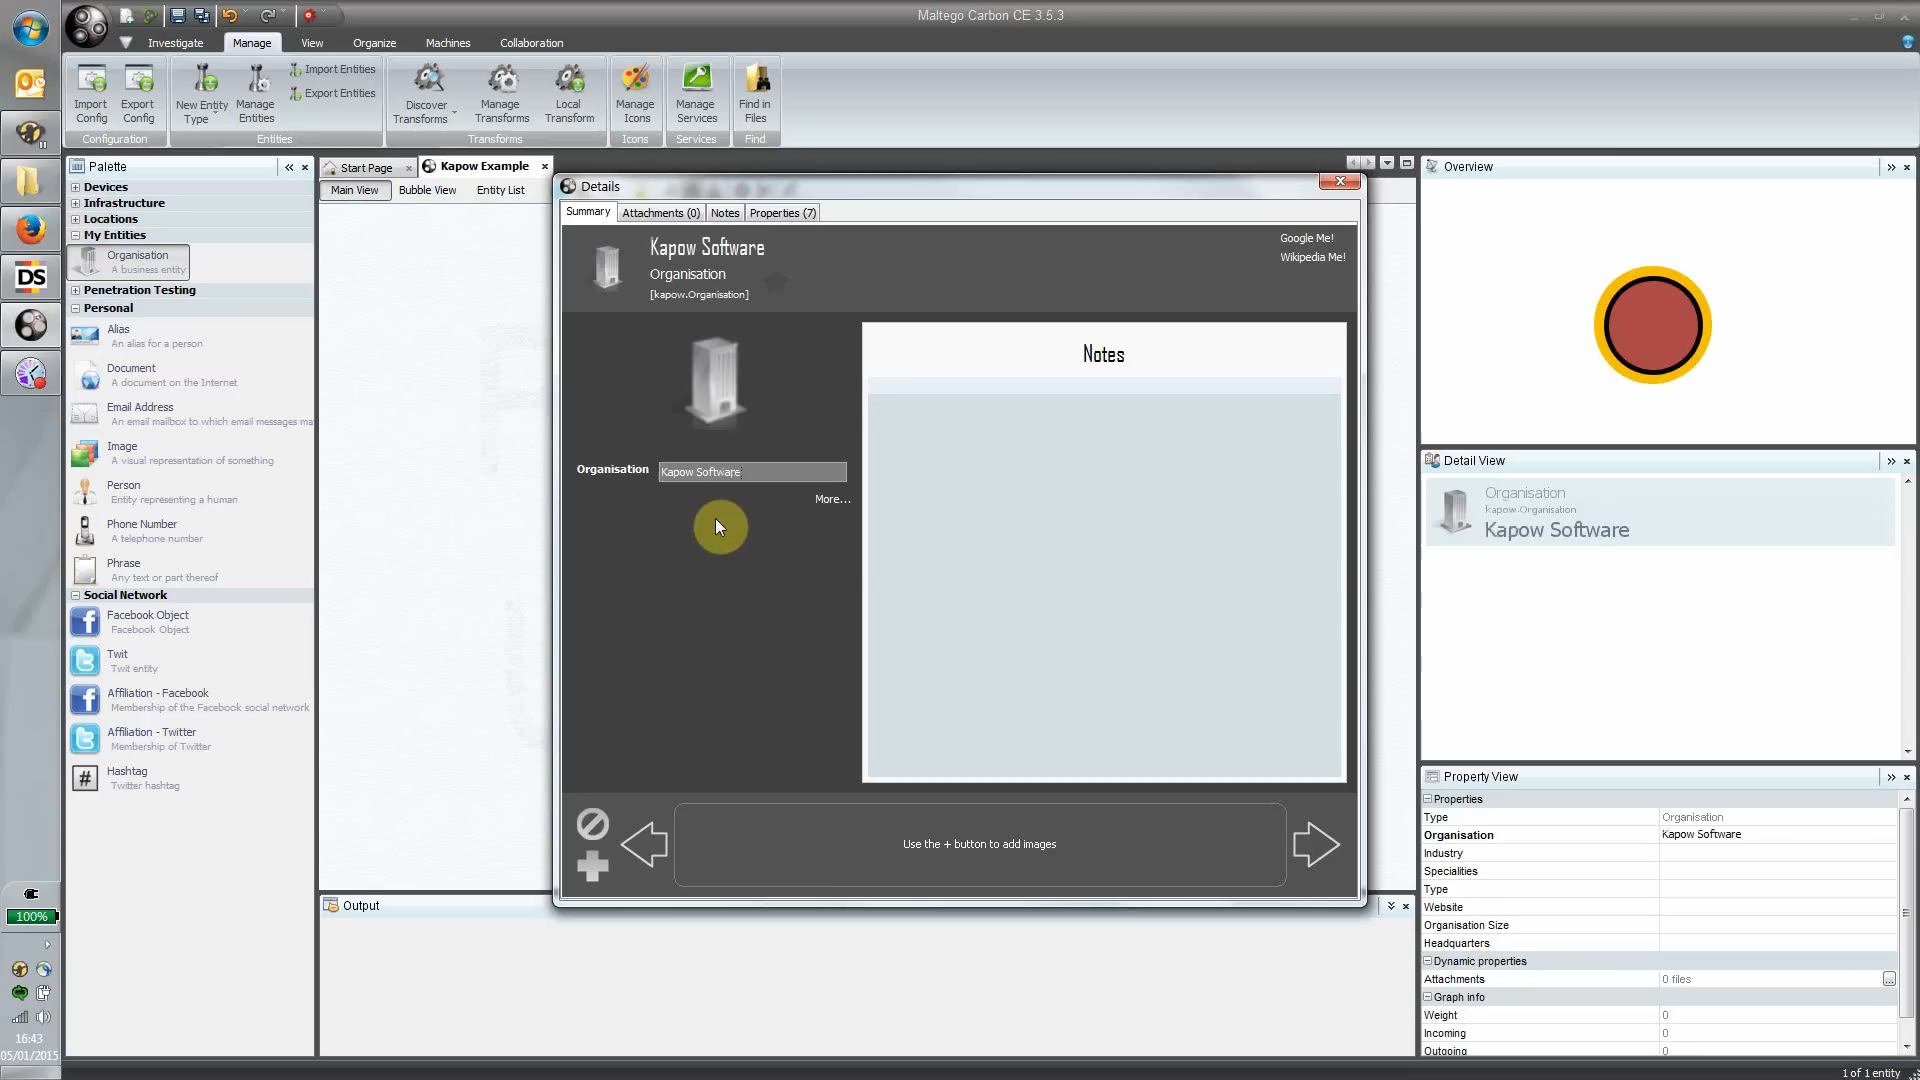 Maltego Carbon CE 3.5.3
Investigate
Manage
View
Organize
Machines
Collaboration
Import Config
Export Config
New Entity Type
Manage Entities
Import Entities
Export Entities
Discover Transforms
Manage Transforms
Local Transform
Manage Icons
Manage Services
Find in Files
Configuration
Entities
Transforms
Icons
Services
Find
Palette
Devices
Infrastructure
Locations
My Entities
Organisation
A business entity
Penetration Testing
Personal
Alias
An alias for a person
Document
A document on the Internet
Email Address
An email mailbox to which email messages ma
Image
A visual representation of something
Person
Entity representing a human
Phone Number
A telephone number
Phrase
Any text or part thereof
Social Network
Facebook Object
Facebook Object
Twit
Twit entity
Affiliation - Facebook
Membership of the Facebook social network
Affiliation - Twitter
Membership of Twitter
Hashtag
Twitter hashtag
Start Page
Kapow Example
Main View
Bubble View
Entity List
Details
Summary
Attachments (0)
Notes
Properties (7)
Kapow Software
Organisation
[kapow.Organisation]
Google Me!
Wikipedia Me!
Organisation
Kapow Software
More...
Notes
Use the + button to add images
Output
Overview
Detail View
Organisation
kapow.Organisation
Kapow Software
Property View
Properties
Type Organisation
Organisation Kapow Software
Industry
Specialities
Type
Website
Organisation Size
Headquarters
Dynamic properties
Attachments 0 files ...
Graph info
Weight 0
Incoming 0
Outgoing 0
1 of 1 entity
DS
100%
16:43
05/01/2015